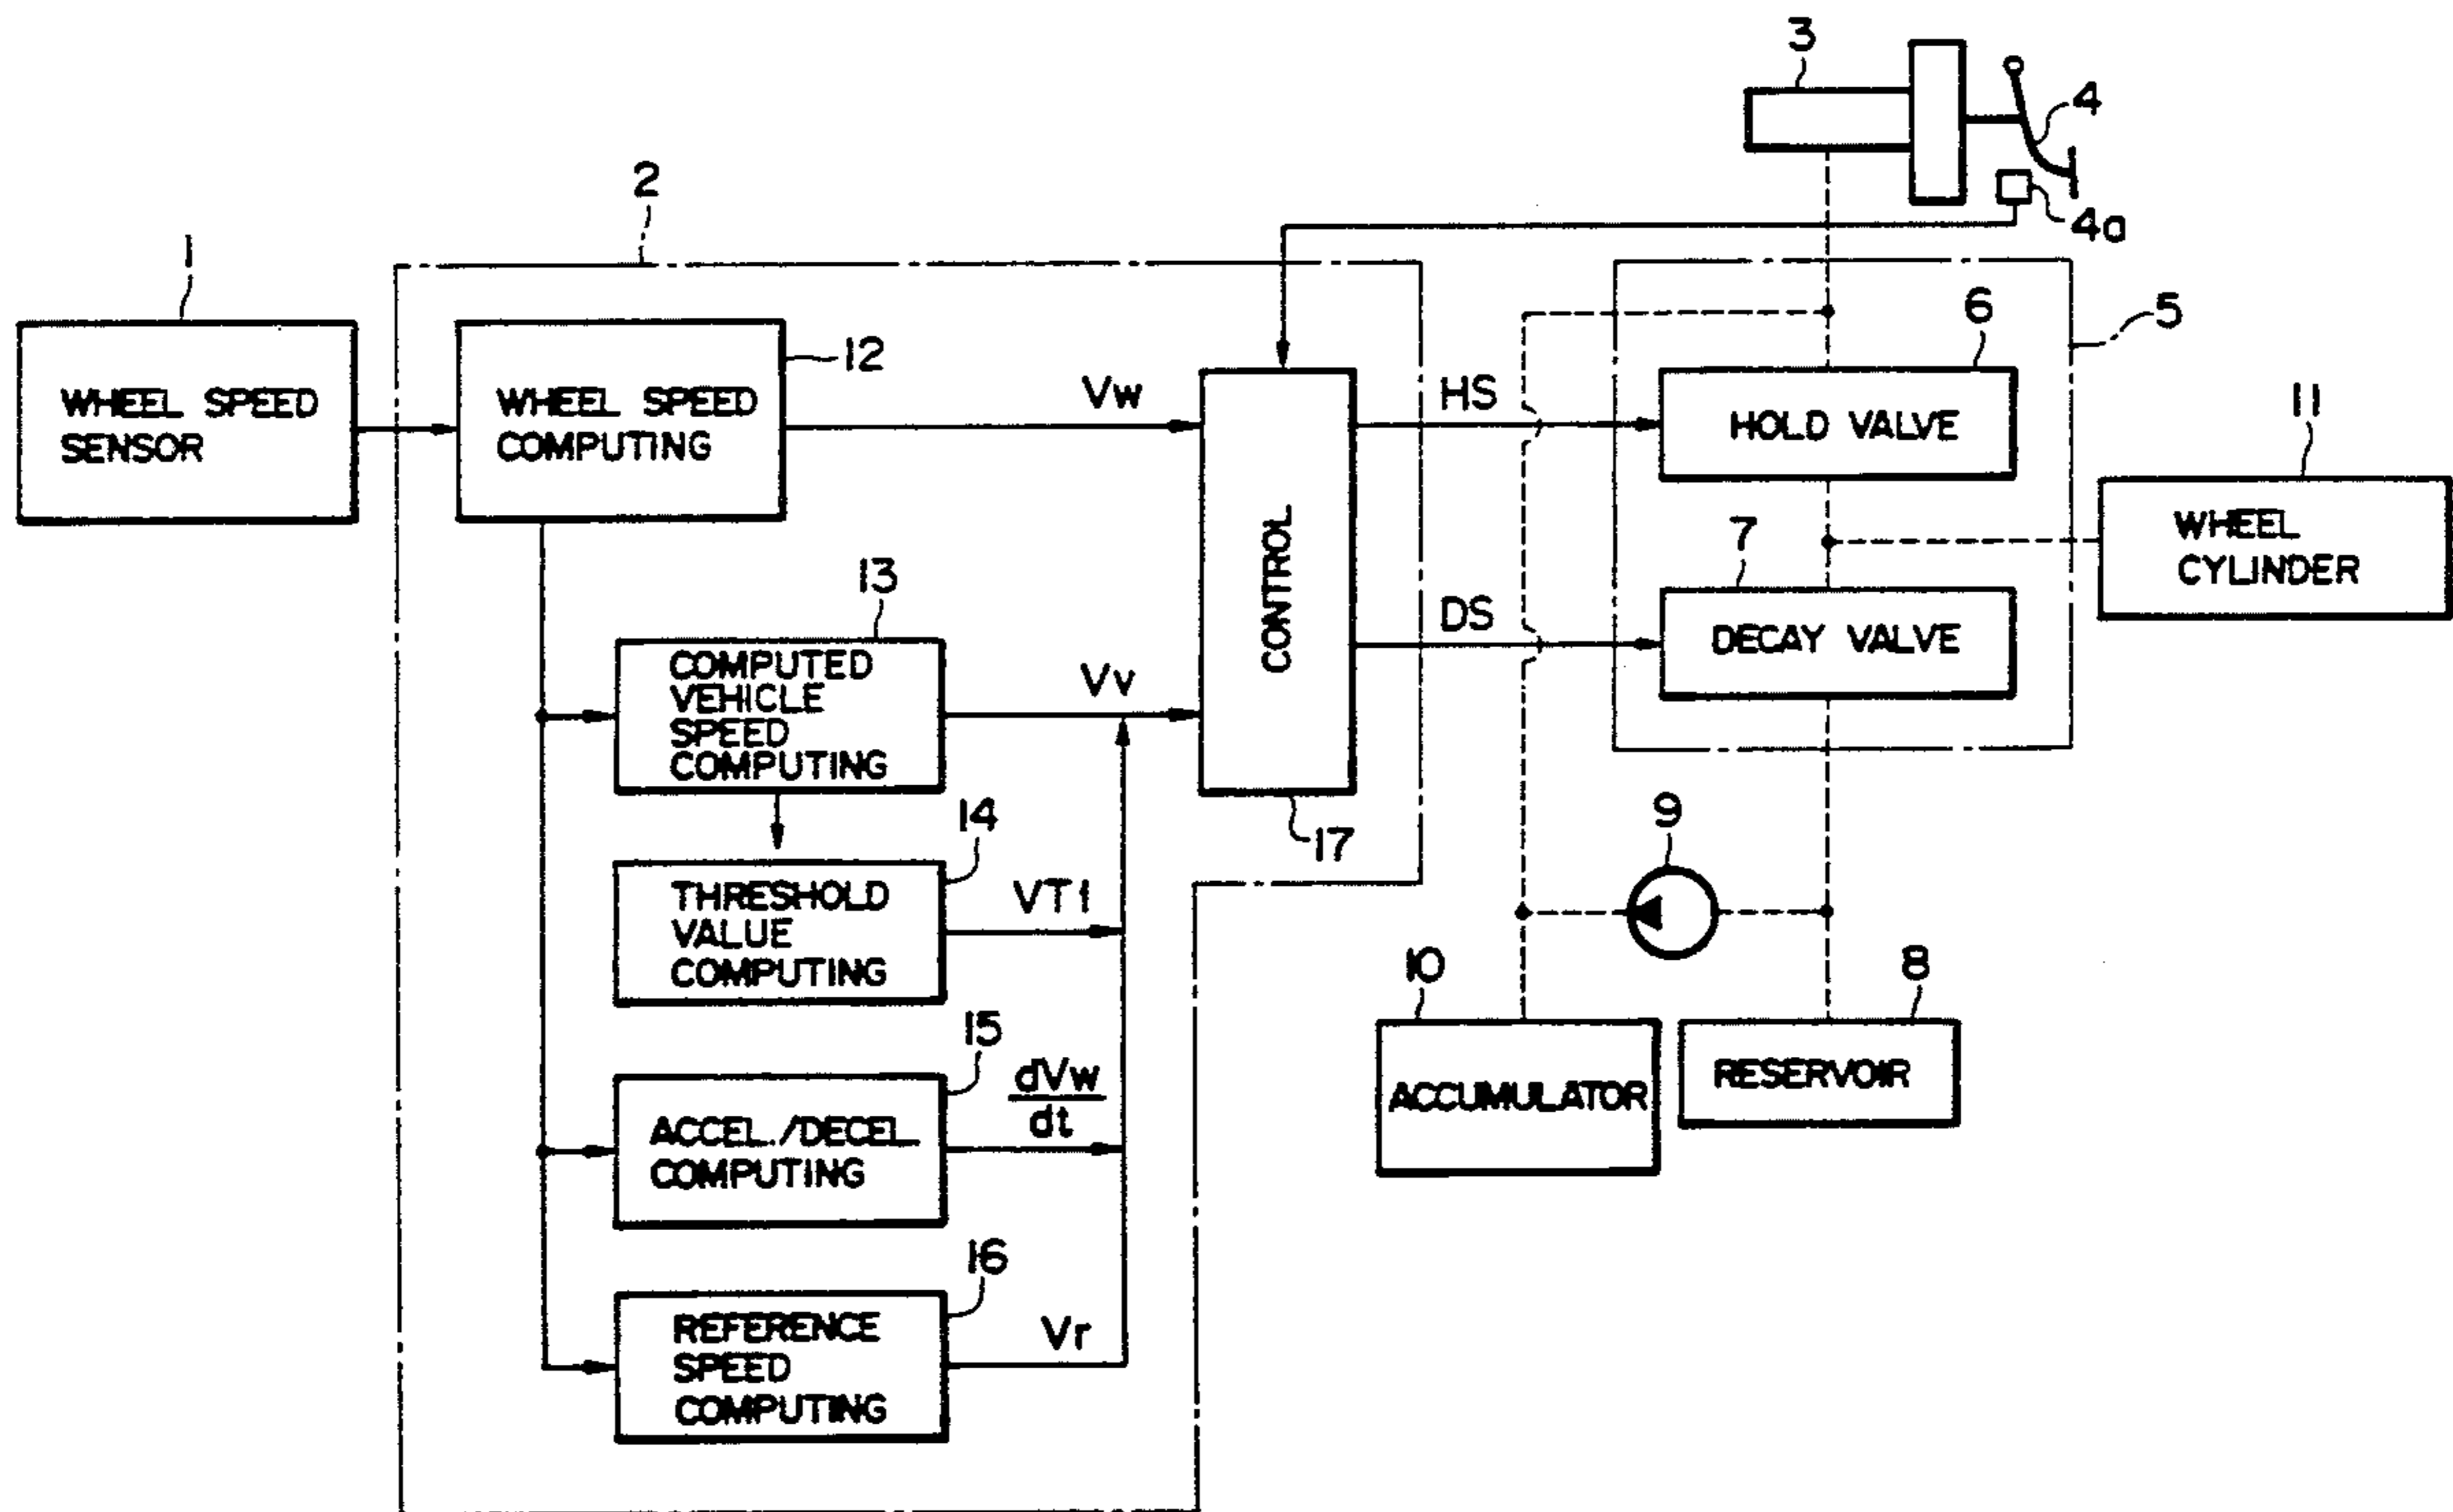 3
4
4a
2
1
WHEEL SPEED
SENSOR
WHEEL SPEED
COMPUTING
12
Vw
HS
6
5
HOLD VALVE
11
WHEEL
CYLINDER
7
DECAY VALVE
DS
CONTROL
17
13
COMPUTED
VEHICLE
SPEED
COMPUTING
Vv
14
THRESHOLD
VALUE
COMPUTING
VT1
9
10
ACCUMULATOR
8
RESERVOIR
15
ACCEL./DECEL.
COMPUTING
dVw
dt
16
REFERENCE
SPEED
COMPUTING
Vr